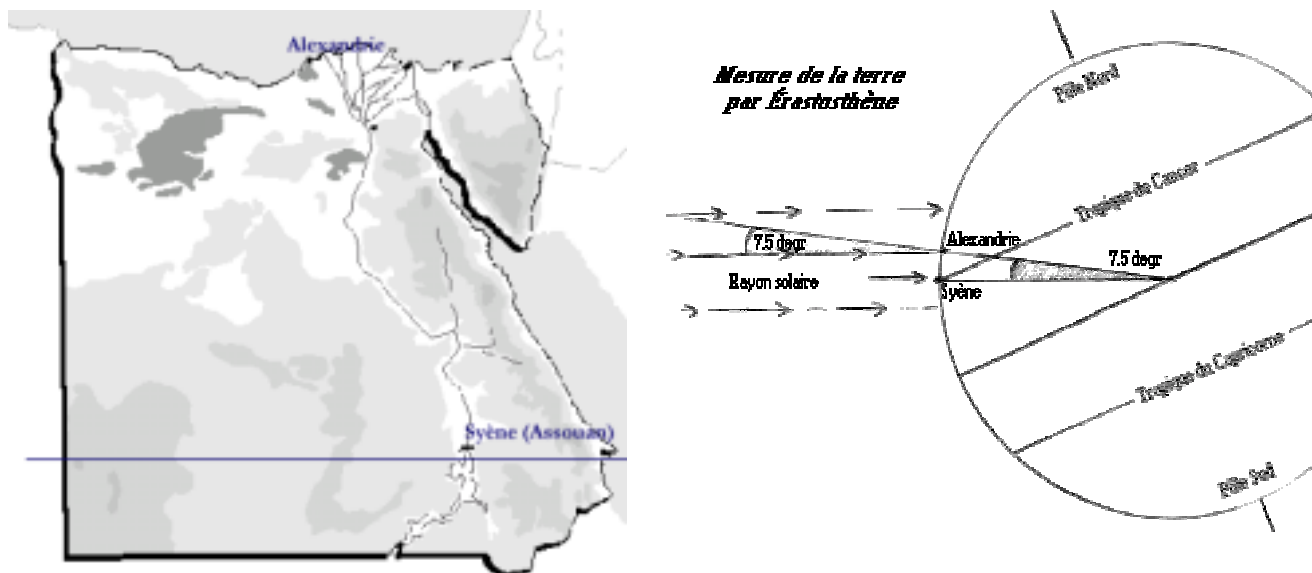 Alexandrie
Syène (Assouan)
Mesure de la terre
par Érastosthène
Pôle Nord
Tropique du Cancer
Alexandrie
7.5 degr
7.5 degr
Rayon solaire
Syène
Tropique du Capricorne
Pôle Sud